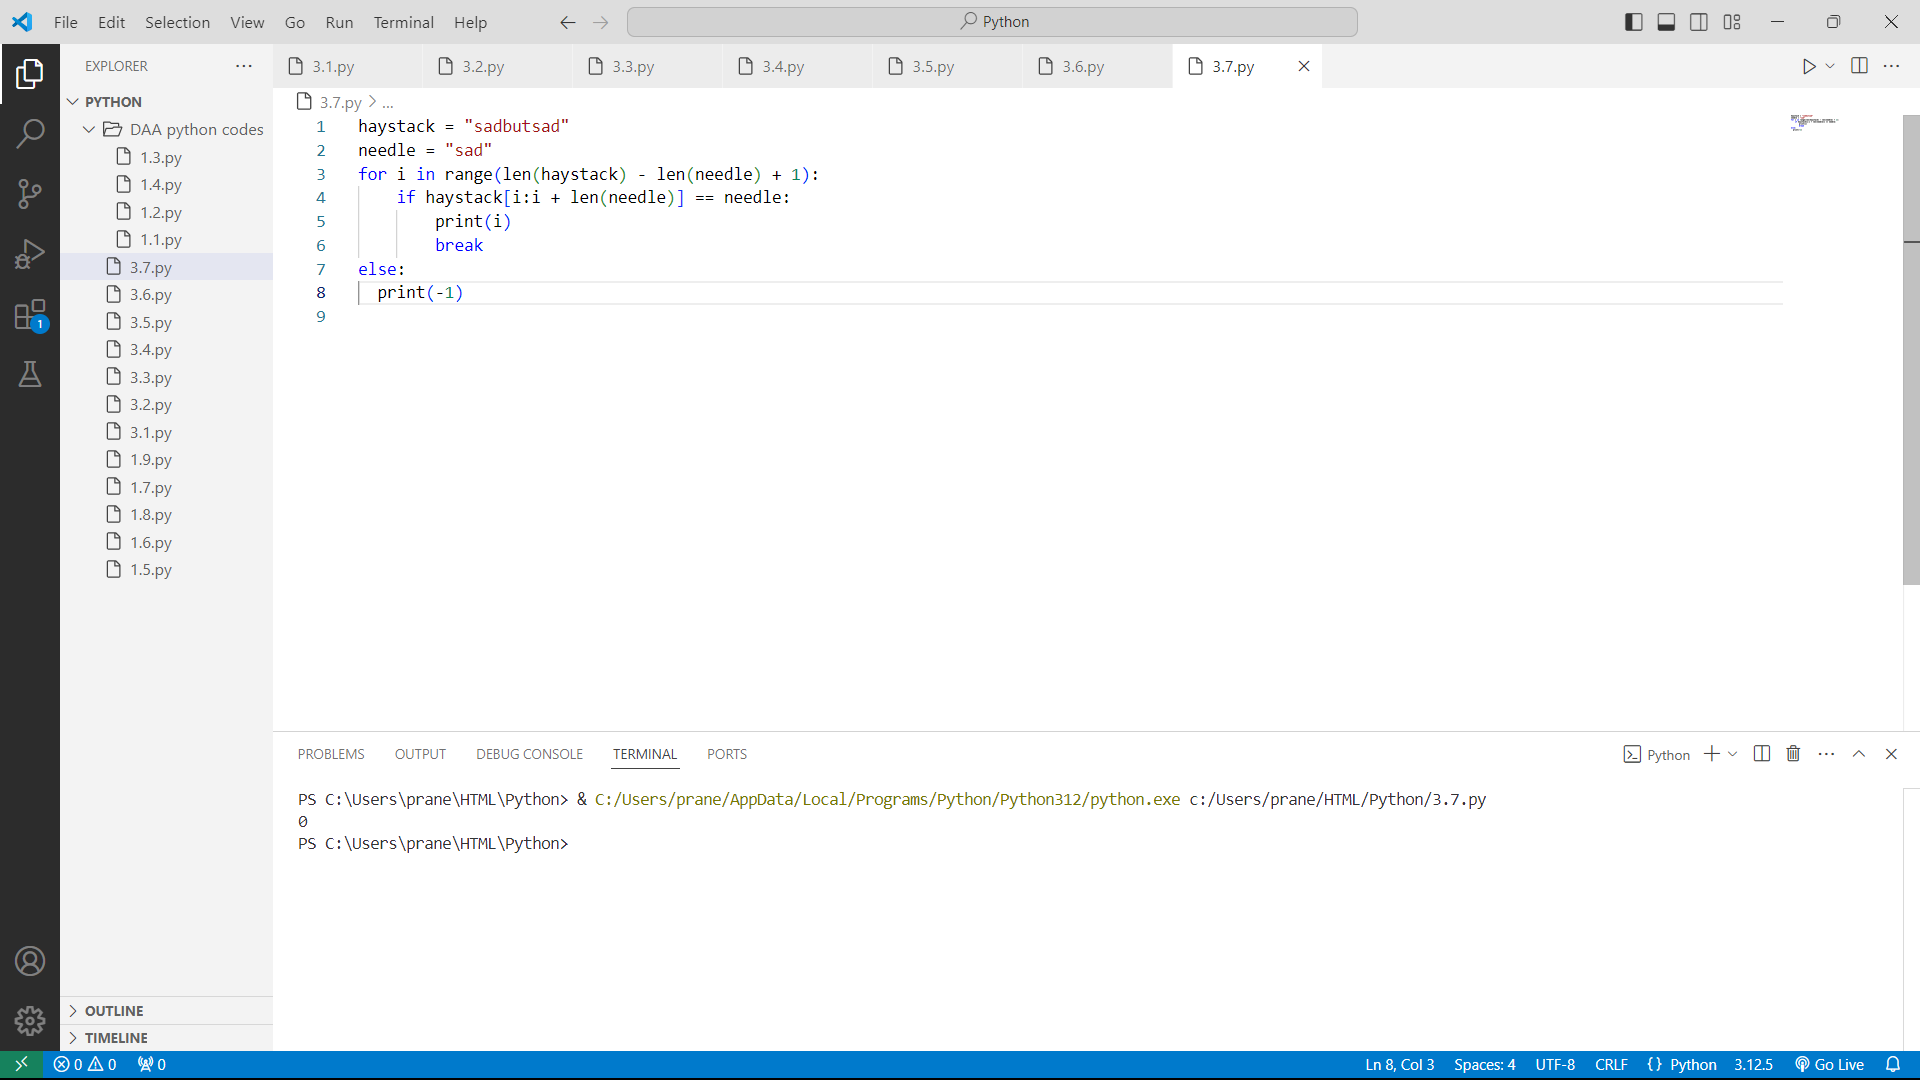 File Edit Selection View Go Run Terminal Help Python
EXPLORER
PYTHON
DAA python codes
1.3.py
1.4.py
1.2.py
1.1.py
3.7.py
3.6.py
3.5.py
3.4.py
3.3.py
3.2.py
3.1.py
1.9.py
1.7.py
1.8.py
1.6.py
1.5.py
OUTLINE
TIMELINE
1
3.1.py 3.2.py 3.3.py 3.4.py 3.5.py 3.6.py 3.7.py
3.7.py > ...
1 haystack = "sadbutsad"
2 needle = "sad"
3 for i in range(len(haystack) - len(needle) + 1):
4     if haystack[i:i + len(needle)] == needle:
5         print(i)
6         break
7 else:
8   print(-1)
9
PROBLEMS OUTPUT DEBUG CONSOLE TERMINAL PORTS Python
PS C:\Users\prane\HTML\Python> & C:/Users/prane/AppData/Local/Programs/Python/Python312/python.exe c:/Users/prane/HTML/Python/3.7.py
0
PS C:\Users\prane\HTML\Python>
0 0 0 Ln 8, Col 3 Spaces: 4 UTF-8 CRLF {} Python 3.12.5 Go Live